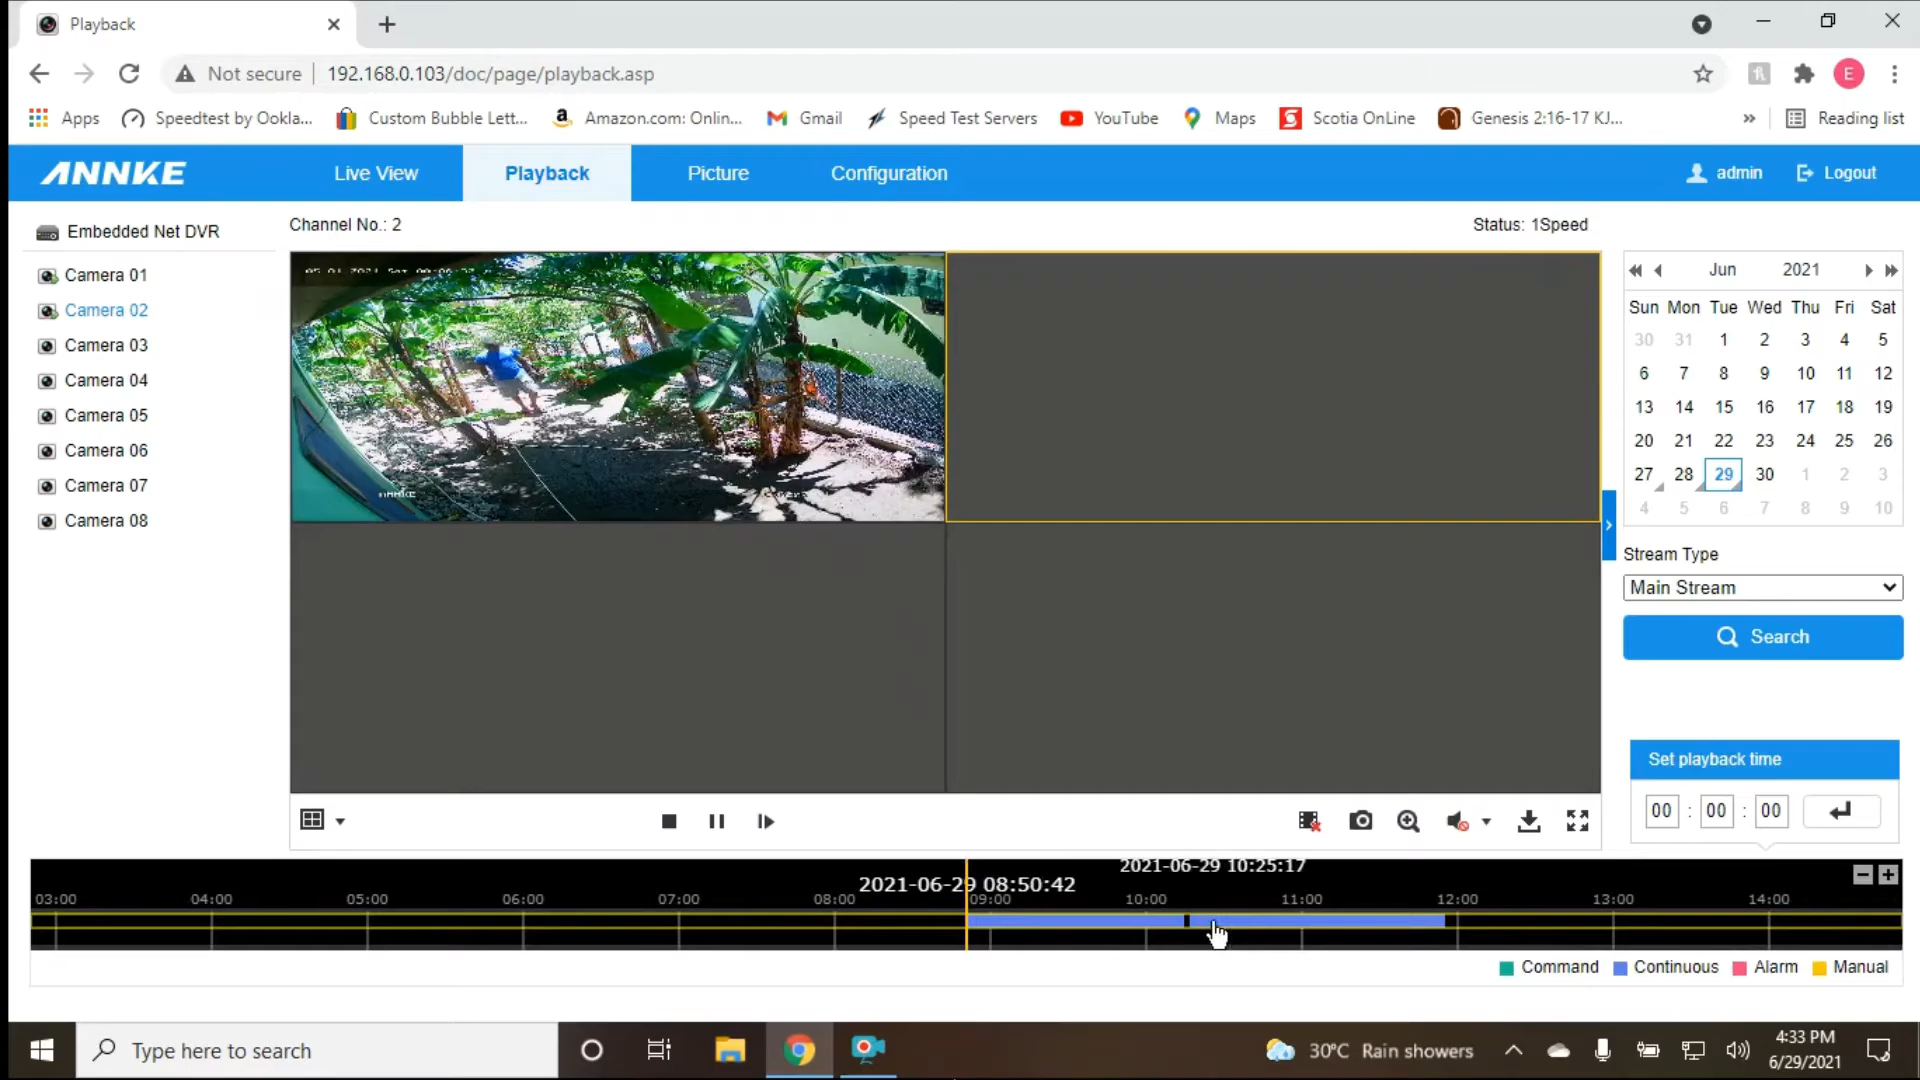 Playback
Not secure
192.168.0.103/doc/page/playback.asp
E
Apps
Speedtest by Ookla...
Custom Bubble Lett...
Amazon.com: Onlin...
Gmail
Speed Test Servers
YouTube
Maps
Scotia OnLine
Genesis 2:16-17 KJ...
»
Reading list
ANNKE
Live View
Playback
Picture
Configuration
admin
Logout
Embedded Net DVR
Camera 01
Camera 02
Camera 03
Camera 04
Camera 05
Camera 06
Camera 07
Camera 08
Channel No.: 2
Status: 1Speed
ANNKE
Jun 2021
Sun Mon Tue Wed Thu Fri Sat
30 31 1 2 3 4 5
6 7 8 9 10 11 12
13 14 15 16 17 18 19
20 21 22 23 24 25 26
27 28 29 30 1 2 3
4 5 6 7 8 9 10
Stream Type
Main Stream
Search
Set playback time
00 : 00 : 00
2021-06-29 10:25:17
2021-06-29 08:50:42
03:00 04:00 05:00 06:00 07:00 08:00 09:00 10:00 11:00 12:00 13:00 14:00
Command
Continuous
Alarm
Manual
Type here to search
30°C Rain showers
4:33 PM
6/29/2021